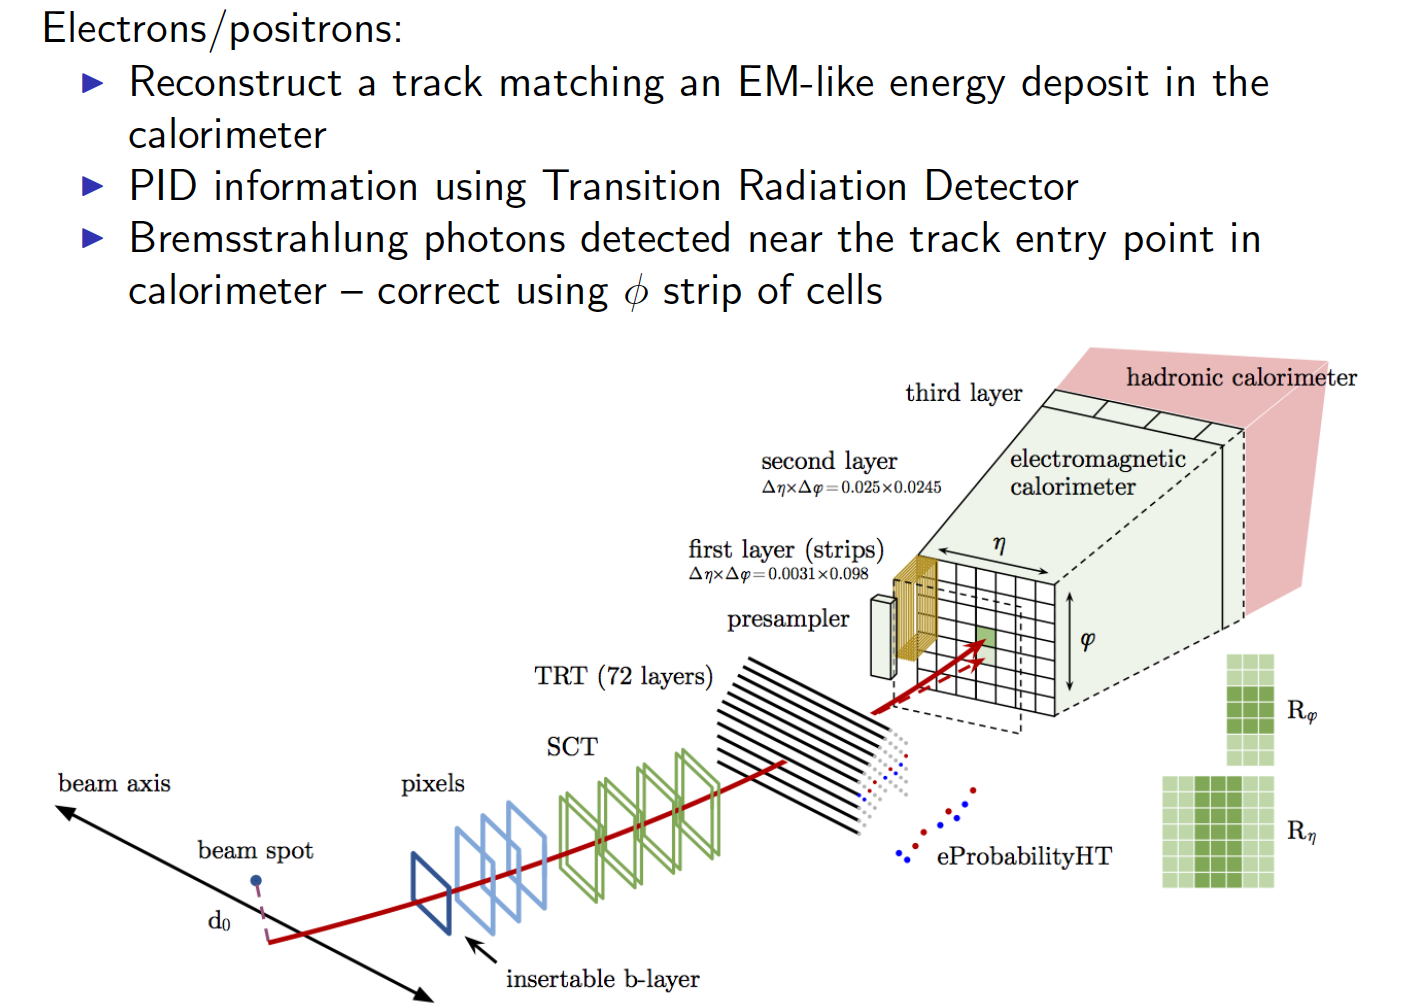 Electrons/positrons:
▶ Reconstruct a track matching an EM-like energy deposit in the
calorimeter
▶ PID information using Transition Radiation Detector
▶ Bremsstrahlung photons detected near the track entry point in
calorimeter – correct using ϕ strip of cells
hadronic calorimeter
third layer
electromagnetic
calorimeter
second layer
Δη×Δφ=0.025×0.0245
first layer (strips)
Δη×Δφ=0.0031×0.098
η
presampler
φ
TRT (72 layers)
SCT
Rφ
beam axis
pixels
Rη
beam spot
eProbabilityHT
d0
insertable b-layer